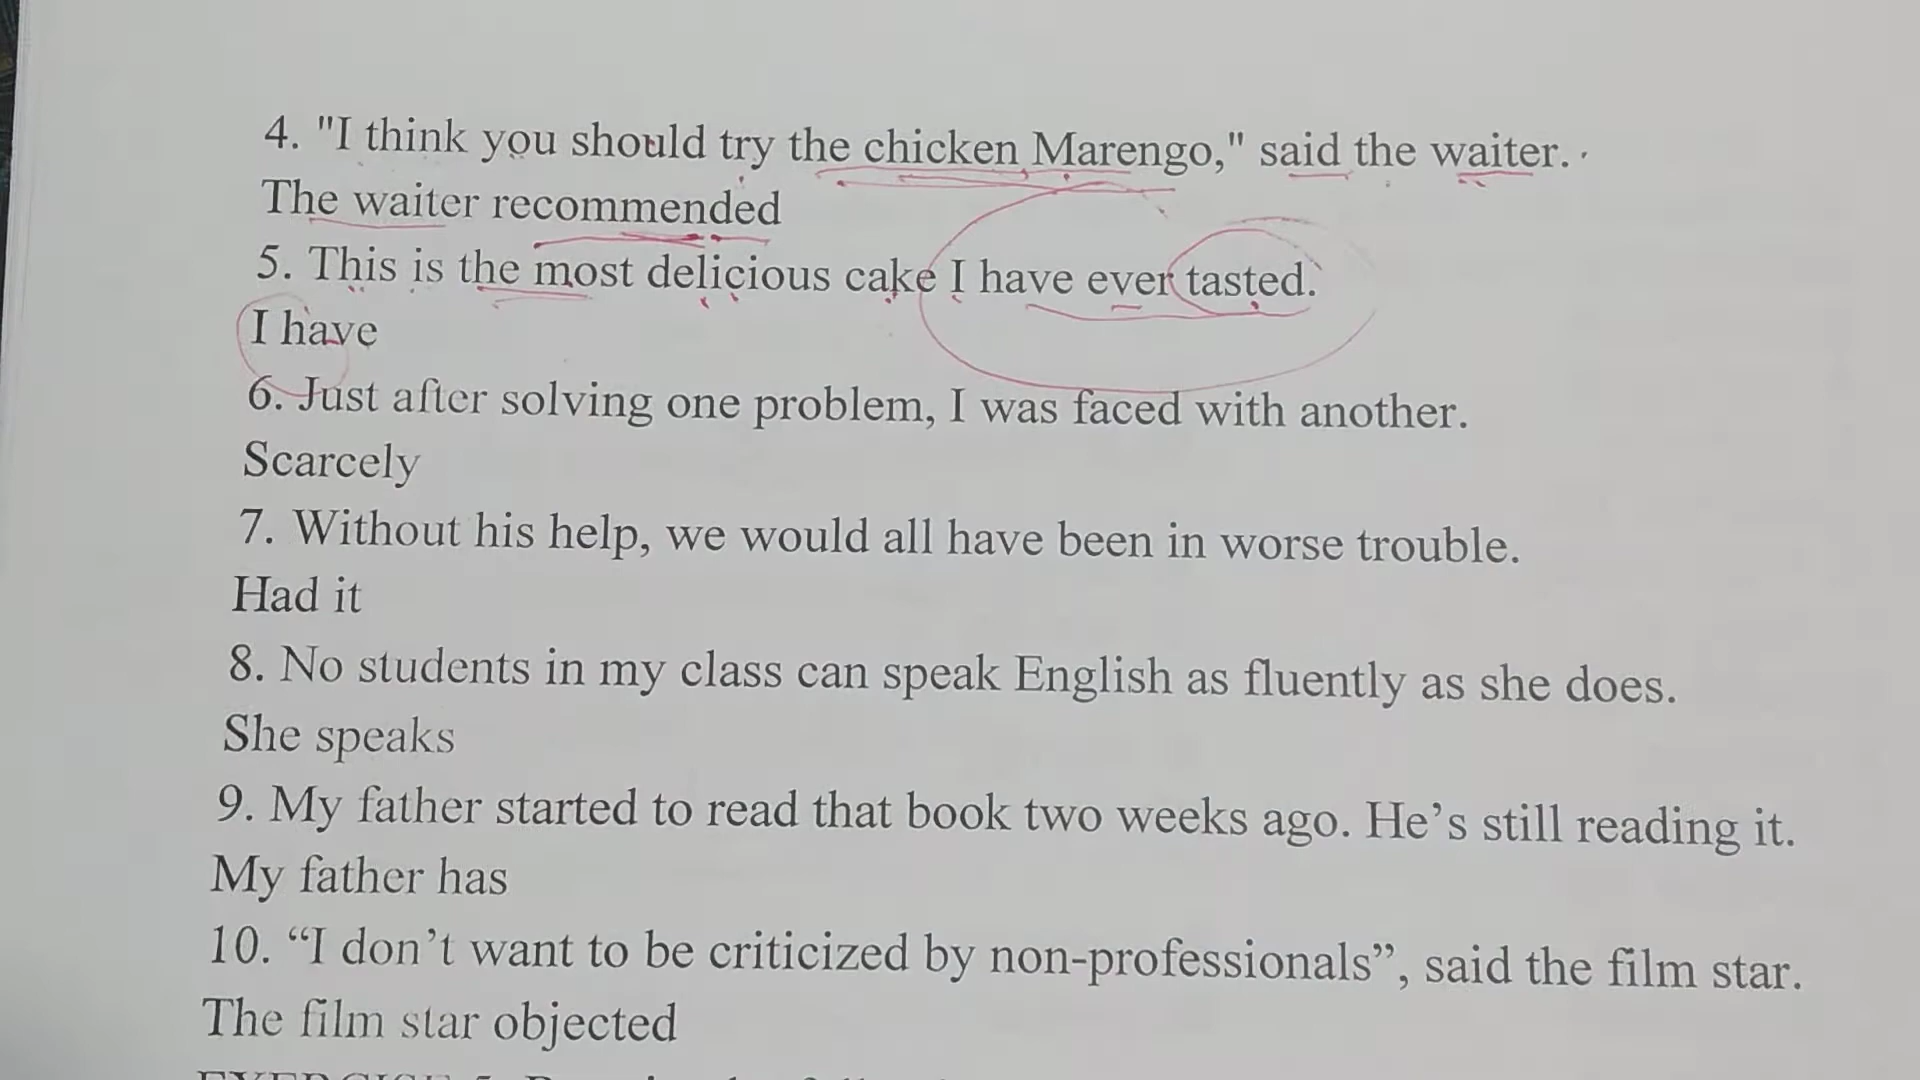 4. "I think you should try the chicken Marengo," said the waiter.
The waiter recommended
5. This is the most delicious cake I have ever tasted.
I have
6. Just after solving one problem, I was faced with another.
Scarcely
7. Without his help, we would all have been in worse trouble.
Had it
8. No students in my class can speak English as fluently as she does.
She speaks
9. My father started to read that book two weeks ago. He’s still reading it.
My father has
10. “I don’t want to be criticized by non-professionals”, said the film star.
The film star objected